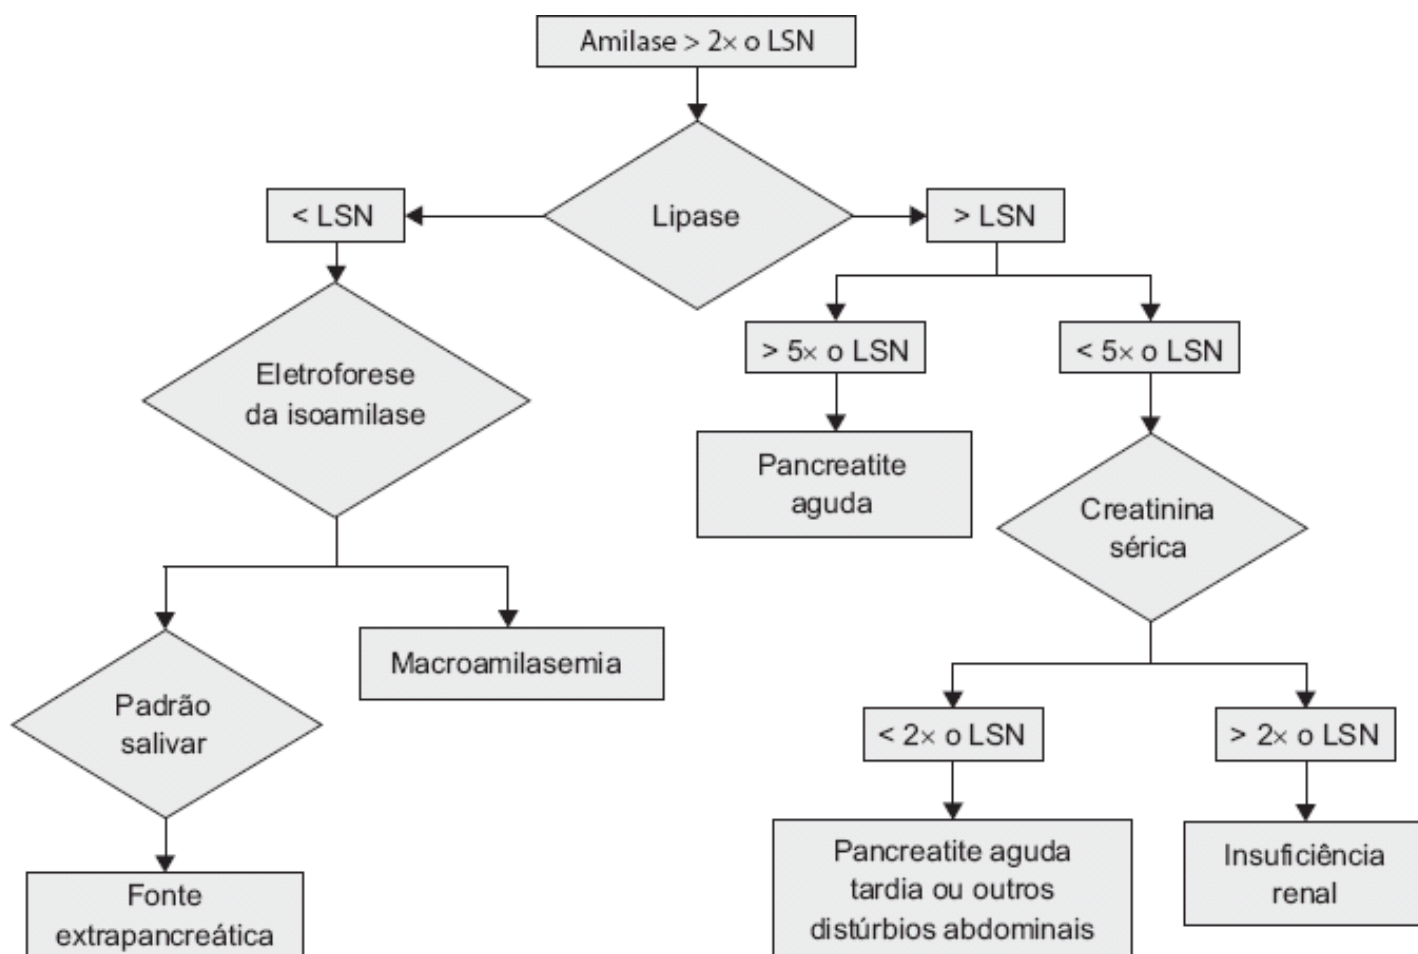 Amilase > 2× o LSN
< LSN
Lipase
> LSN
> 5× o LSN
< 5× o LSN
Eletroforese
da isoamilase
Pancreatite
aguda
Creatinina
sérica
Padrão
salivar
Macroamilasemia
< 2× o LSN
> 2× o LSN
Fonte
extrapancreática
Pancreatite aguda
tardia ou outros
distúrbios abdominais
Insuficiência
renal